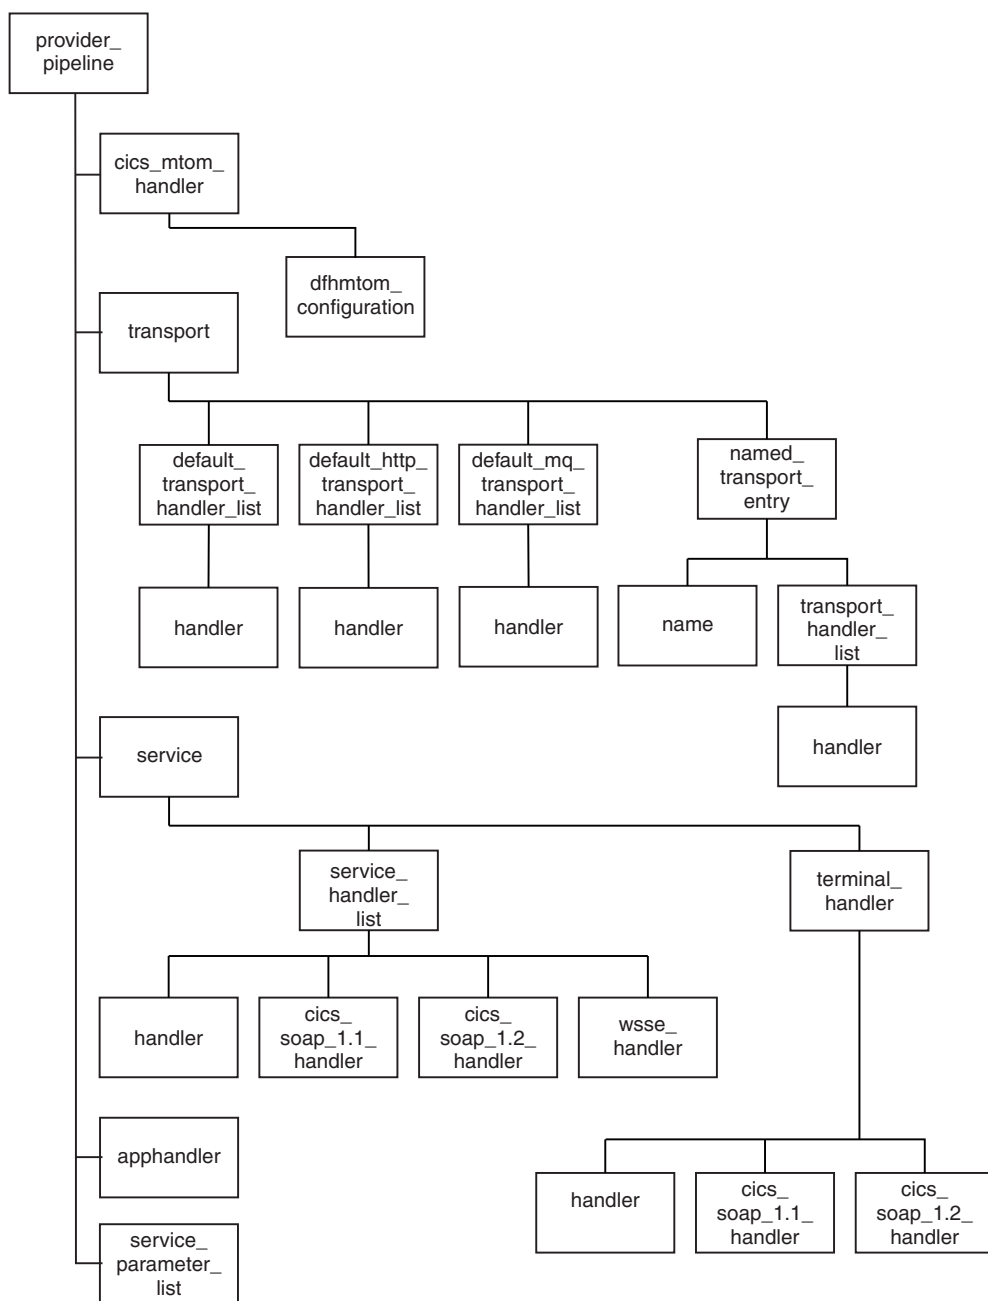 provider_
pipeline
cics_mtom_
handler
dfhmtom_
configuration
transport
default_
transport_
handler_list
default_http_
transport_
handler_list
default_mq_
transport_
handler_list
named_
transport_
entry
handler
handler
handler
name
transport_
handler_
list
handler
service
service_
handler_
list
terminal_
handler
handler
cics_
soap_1.1_
handler
cics_
soap_1.2_
handler
wsse_
handler
apphandler
handler
cics_
soap_1.1_
handler
cics_
soap_1.2_
handler
service_
parameter_
list